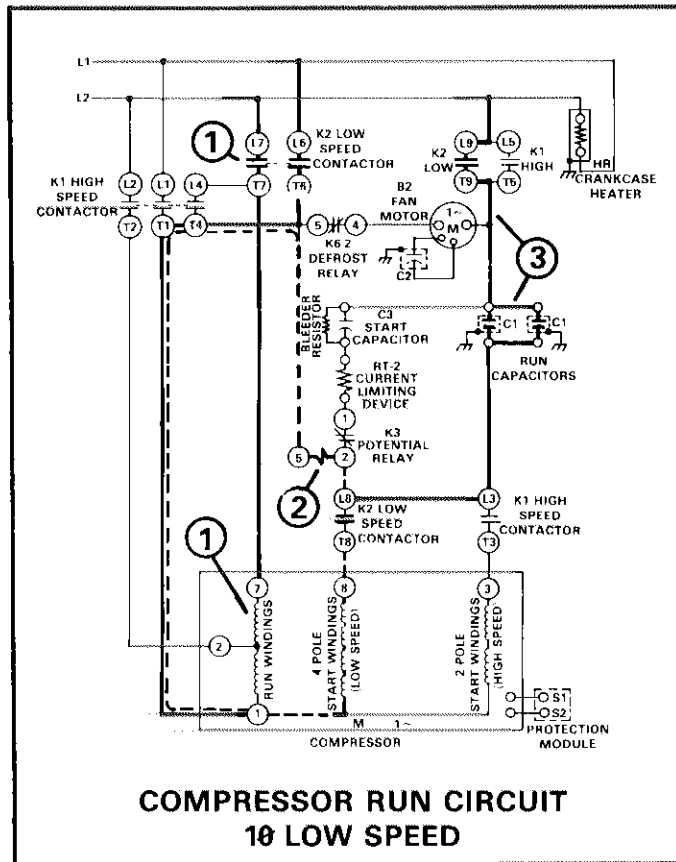 L1
L2
1
L7
L6
K2 LOW
SPEED
CONTACTOR
L9
L5
K2
LOW
K1
HIGH
HR
CRANKCASE
HEATER
K1 HIGH
SPEED
CONTACTOR
L2
L1
L4
T7
T6
T9
T6
B2
FAN
MOTOR
1~
M
T2
T1
T4
5
4
K6 2
DEFROST
RELAY
C2
3
BLEEDER
RESISTOR
C3
START
CAPACITOR
C1
C1
RUN
CAPACITORS
RT-2
CURRENT
LIMITING
DEVICE
1
K3
POTENTIAL
RELAY
5
2
2
L8
L3
K2 LOW
SPEED
CONTACTOR
K1 HIGH
SPEED
CONTACTOR
T8
T3
1
7
8
3
2
RUN WINDINGS
4 POLE
START WINDINGS
(LOW SPEED)
2 POLE
START WINDINGS
(HIGH SPEED)
1
M 1~
S1
S2
PROTECTION
MODULE
COMPRESSOR
COMPRESSOR RUN CIRCUIT
1θ LOW SPEED